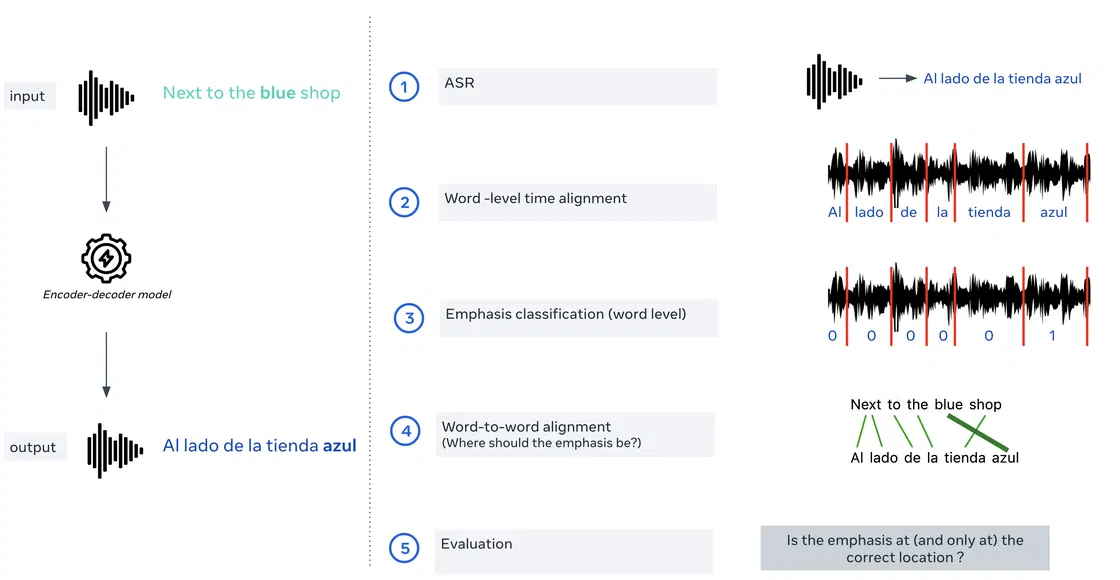 input
Next to the blue shop
Encoder-decoder model
output
Al lado de la tienda azul
1
ASR
Al lado de la tienda azul
2
Word -level time alignment
Al lado de la tienda azul
3
Emphasis classification (word level)
0 0 0 0 0 1
4
Word-to-word alignment
(Where should the emphasis be?)
Next to the blue shop
Al lado de la tienda azul
5
Evaluation
Is the emphasis at (and only at) the
correct location ?